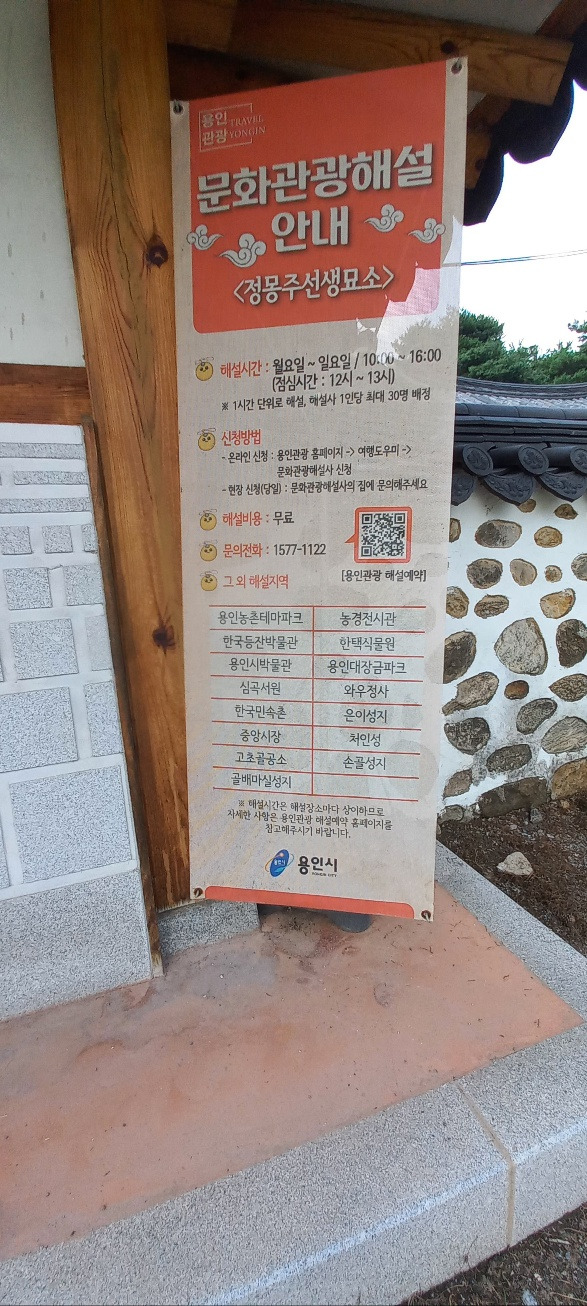 용인 TRAVEL
관광 YONGIN
문화관광해설
안내
<정몽주선생묘소>
해설시간 : 월요일 ~ 일요일 / 10:00 ~ 16:00
(점심시간 : 12시 ~ 13시)
※ 1시간 단위로 해설, 해설사 1인당 최대 30명 배정
신청방법
- 온라인 신청 : 용인관광 홈페이지 -> 여행도우미 ->
문화관광해설사 신청
- 현장 신청(당일) : 문화관광해설사의 집에 문의해주세요
해설비용 : 무료
문의전화 : 1577-1122
[용인관광 해설예약]
그 외 해설지역
용인농촌테마파크 농경전시관
한국등잔박물관 한택식물원
용인시박물관 용인대장금파크
심곡서원 와우정사
한국민속촌 은이성지
중앙시장 처인성
고초골공소 손골성지
골배마실성지
※ 해설시간은 해설장소마다 상이하므로
자세한 사항은 용인관광 해설예약 홈페이지를
참고해주시기 바랍니다.
용인시
YONGIN CITY